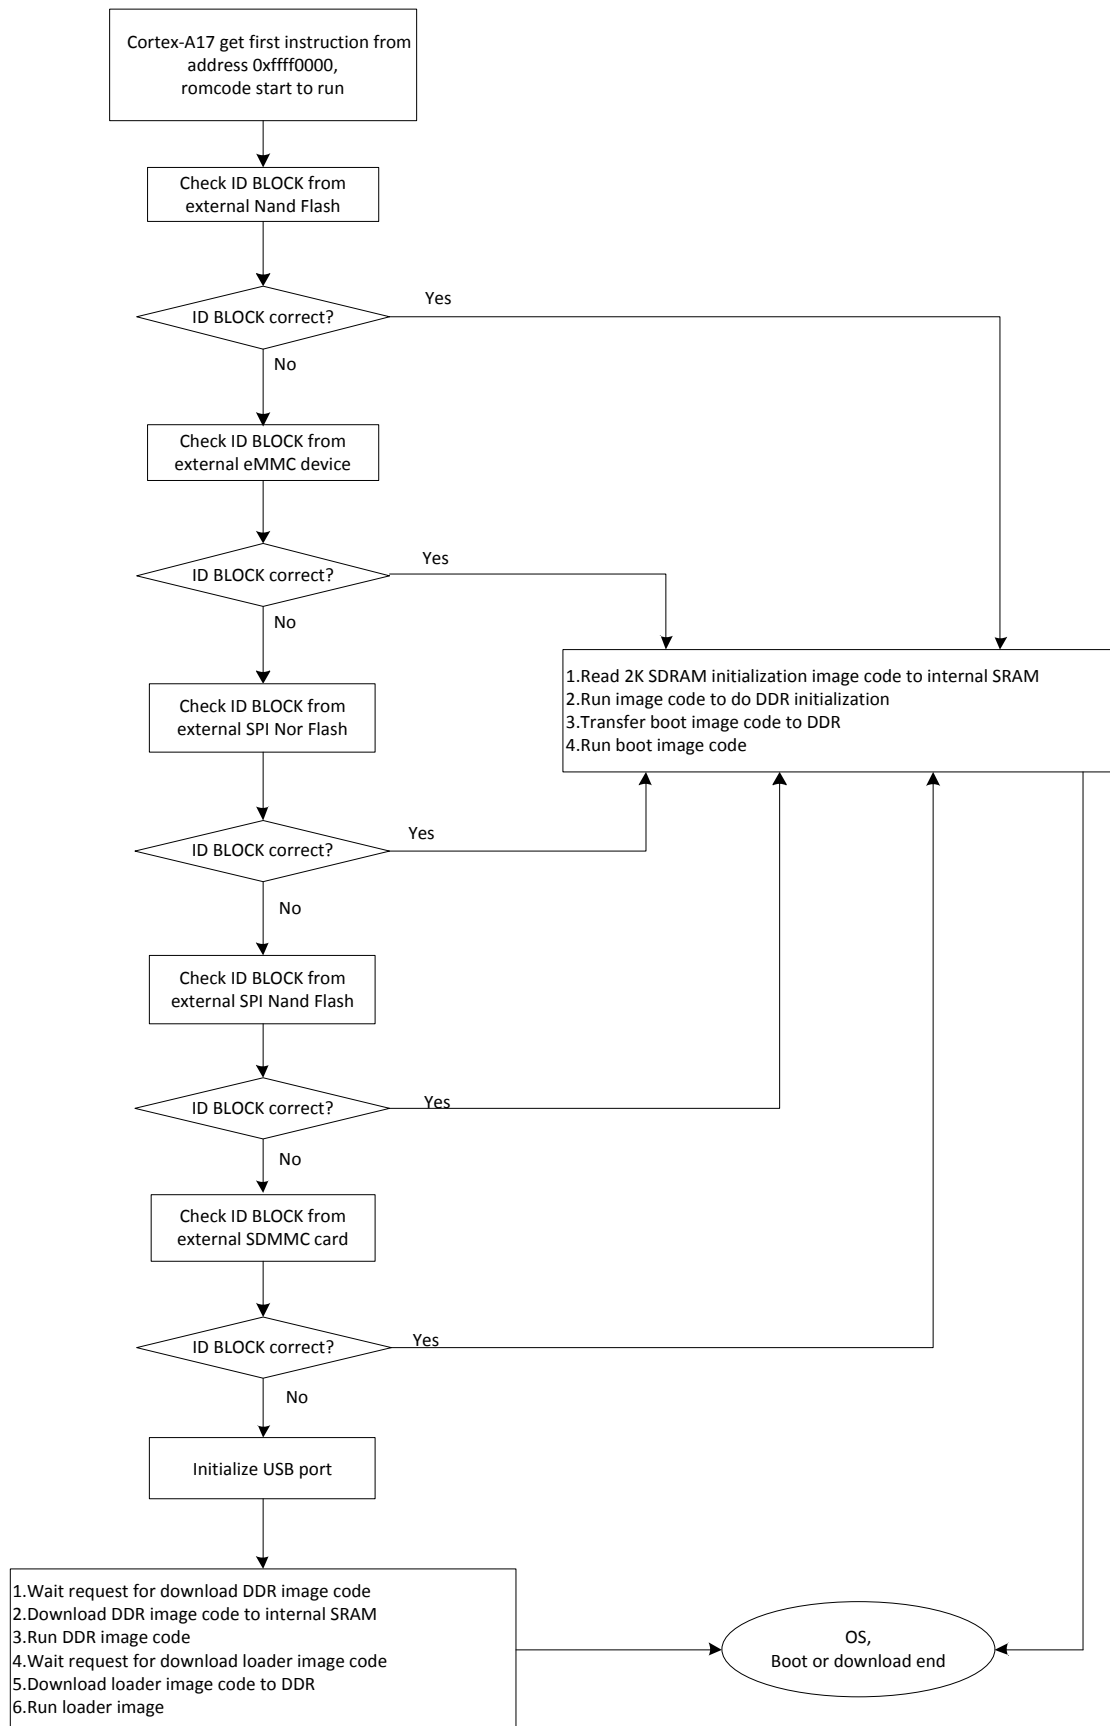 Cortex-A17 get first instruction from
address 0xffff0000,
romcode start to run
Check ID BLOCK from
external Nand Flash
ID BLOCK correct?
Yes
No
Check ID BLOCK from
external eMMC device
ID BLOCK correct?
Yes
No
1.Read 2K SDRAM initialization image code to internal SRAM
2.Run image code to do DDR initialization
3.Transfer boot image code to DDR
4.Run boot image code
Check ID BLOCK from
external SPI Nor Flash
ID BLOCK correct?
Yes
No
Check ID BLOCK from
external SPI Nand Flash
ID BLOCK correct?
Yes
No
Check ID BLOCK from
external SDMMC card
ID BLOCK correct?
Yes
No
Initialize USB port
1.Wait request for download DDR image code
2.Download DDR image code to internal SRAM
3.Run DDR image code
4.Wait request for download loader image code
5.Download loader image code to DDR
6.Run loader image
OS,
Boot or download end